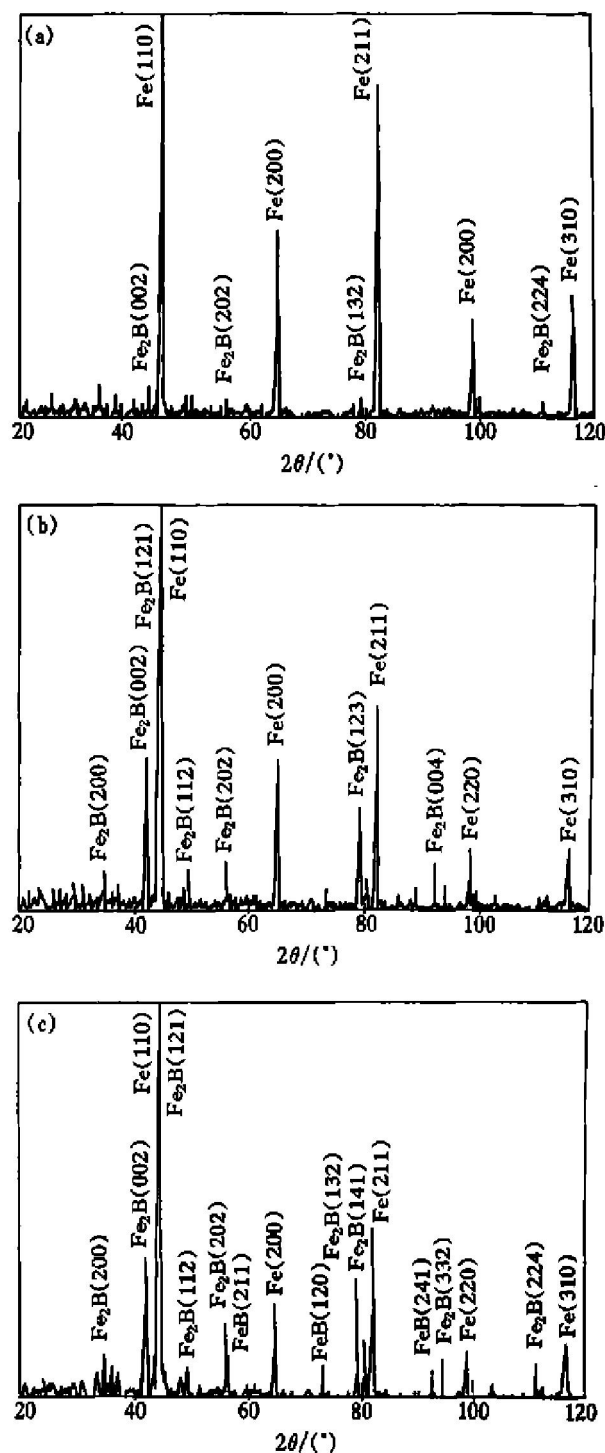 (a)
Fe₂B(002)
Fe(110)
Fe₂B(202)
Fe(200)
Fe₂B(132)
Fe(211)
Fe(200)
Fe₂B(224)
Fe(310)
20 40 60 80 100 120
2θ/(°)
(b)
Fe₂B(200)
Fe₂B(002)
Fe₂B(121)
Fe(110)
Fe₂B(112)
Fe₂B(202)
Fe(200)
Fe₂B(123)
Fe(211)
Fe₂B(004)
Fe(220)
Fe(310)
20 40 60 80 100 120
2θ/(°)
(c)
Fe₂B(200)
Fe₂B(002)
Fe(110)
Fe₂B(121)
Fe₂B(112)
Fe₂B(202)
FeB(211)
Fe(200)
FeB(120)
Fe₂B(132)
Fe₂B(141)
Fe(211)
FeB(241)
Fe₂B(332)
Fe(220)
Fe₂B(224)
Fe(310)
20 40 60 80 100 120
2θ/(°)